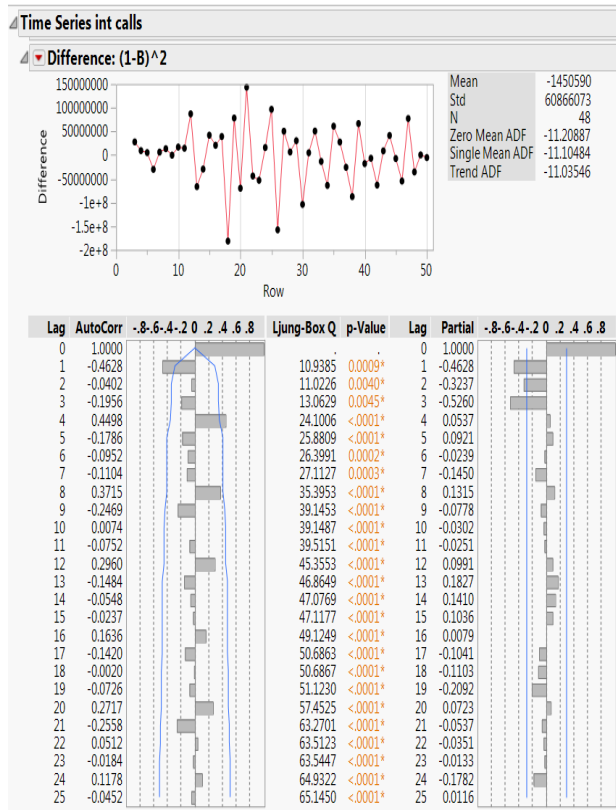 Time Series int calls
Difference: (1-B)^2
150000000
100000000
50000000
0
-50000000
-1e+8
-1.5e+8
-2e+8
Difference
0 10 20 30 40 50
Row
Mean -1450590
Std 60866073
N 48
Zero Mean ADF -11.20887
Single Mean ADF -11.10484
Trend ADF -11.03546
Lag AutoCorr -.8-.6-.4-.2 0 .2 .4 .6 .8 Ljung-Box Q p-Value Lag Partial -.8-.6-.4-.2 0 .2 .4 .6 .8
0 1.0000 . . 0 1.0000
1 -0.4628 10.9385 0.0009* 1 -0.4628
2 -0.0402 11.0226 0.0040* 2 -0.3237
3 -0.1956 13.0629 0.0045* 3 -0.5260
4 0.4498 24.1006 <.0001* 4 0.0537
5 -0.1786 25.8809 <.0001* 5 0.0921
6 -0.0952 26.3991 0.0002* 6 -0.0239
7 -0.1104 27.1127 0.0003* 7 -0.1450
8 0.3715 35.3953 <.0001* 8 0.1315
9 -0.2469 39.1453 <.0001* 9 -0.0778
10 0.0074 39.1487 <.0001* 10 -0.0302
11 -0.0752 39.5151 <.0001* 11 -0.0251
12 0.2960 45.3553 <.0001* 12 0.0991
13 -0.1484 46.8649 <.0001* 13 0.1827
14 -0.0548 47.0769 <.0001* 14 0.1410
15 -0.0237 47.1177 <.0001* 15 0.1036
16 0.1636 49.1249 <.0001* 16 0.0079
17 -0.1420 50.6863 <.0001* 17 -0.1041
18 -0.0020 50.6867 <.0001* 18 -0.1103
19 -0.0726 51.1230 <.0001* 19 -0.2092
20 0.2717 57.4525 <.0001* 20 0.0723
21 -0.2558 63.2701 <.0001* 21 -0.0537
22 0.0512 63.5123 <.0001* 22 -0.0351
23 -0.0184 63.5447 <.0001* 23 -0.0133
24 0.1178 64.9322 <.0001* 24 -0.1782
25 -0.0452 65.1450 <.0001* 25 0.0116